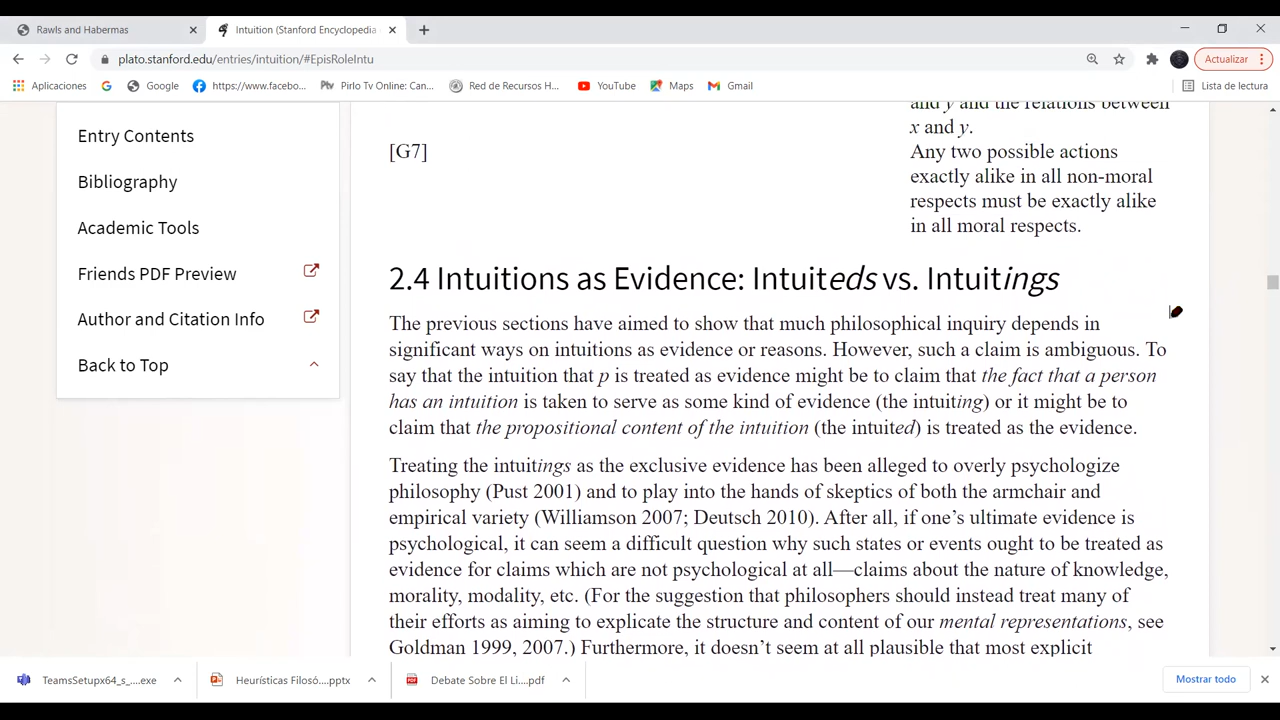 Rawls and Habermas
Intuition (Stanford Encyclopedia
plato.stanford.edu/entries/intuition/#EpisRoleIntu
Actualizar
Aplicaciones
Google
https://www.facebo...
Pirlo Tv Online: Can...
Red de Recursos H...
YouTube
Maps
Gmail
Lista de lectura
Entry Contents
Bibliography
Academic Tools
Friends PDF Preview
Author and Citation Info
Back to Top
and y and the relations between
x and y.
[G7]
Any two possible actions
exactly alike in all non-moral
respects must be exactly alike
in all moral respects.
2.4 Intuitions as Evidence: Intuiteds vs. Intuitings
The previous sections have aimed to show that much philosophical inquiry depends in
significant ways on intuitions as evidence or reasons. However, such a claim is ambiguous. To
say that the intuition that p is treated as evidence might be to claim that the fact that a person
has an intuition is taken to serve as some kind of evidence (the intuiting) or it might be to
claim that the propositional content of the intuition (the intuited) is treated as the evidence.
Treating the intuitings as the exclusive evidence has been alleged to overly psychologize
philosophy (Pust 2001) and to play into the hands of skeptics of both the armchair and
empirical variety (Williamson 2007; Deutsch 2010). After all, if one's ultimate evidence is
psychological, it can seem a difficult question why such states or events ought to be treated as
evidence for claims which are not psychological at all—claims about the nature of knowledge,
morality, modality, etc. (For the suggestion that philosophers should instead treat many of
their efforts as aiming to explicate the structure and content of our mental representations, see
Goldman 1999, 2007.) Furthermore, it doesn't seem at all plausible that most explicit
TeamsSetupx64_s_....exe
Heurísticas Filosó....pptx
Debate Sobre El Li....pdf
Mostrar todo